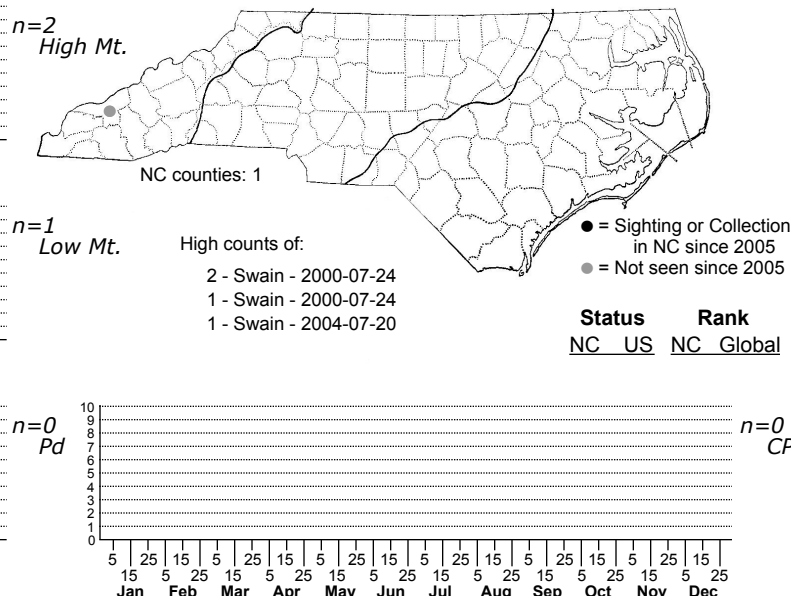 n=2
High Mt.
NC counties: 1
n=1
Low Mt.
High counts of:
2 - Swain - 2000-07-24
1 - Swain - 2000-07-24
1 - Swain - 2004-07-20
● = Sighting or Collection
in NC since 2005
● = Not seen since 2005
Status Rank
NC US NC Global
n=0
Pd
10
9
8
7
6
5
4
3
2
1
0
n=0
CP
5 25 15 5 25 15 5 25 15 5 25 15 5 25 15 5 25 15
15 5 25 15 5 25 15 5 25 15 5 25 15 5 25 15 5 25
Jan Feb Mar Apr May Jun Jul Aug Sep Oct Nov Dec